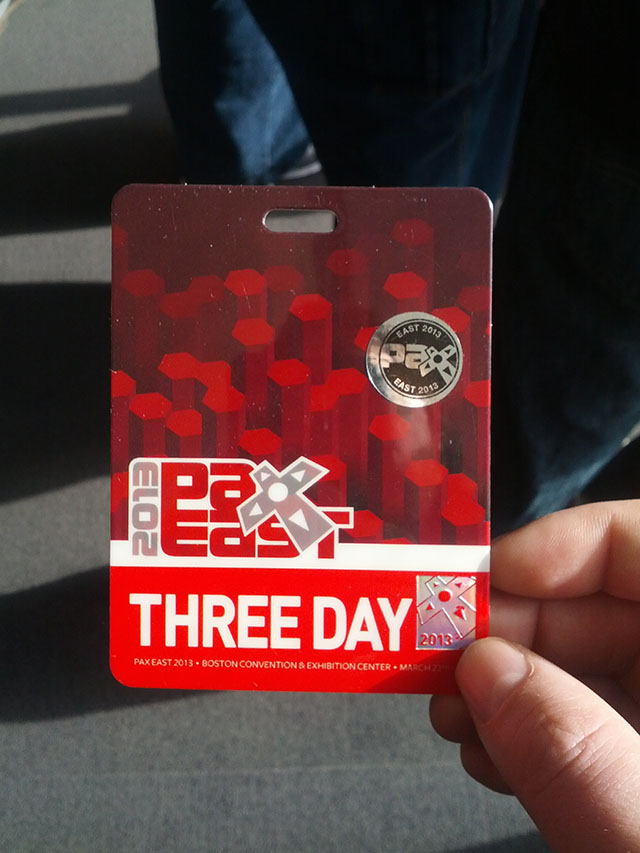 EAST 2013
pax
EAST 2013
2013
pax
east
THREE DAY
2013
PAX EAST 2013 • BOSTON CONVENTION & EXHIBITION CENTER • MARCH